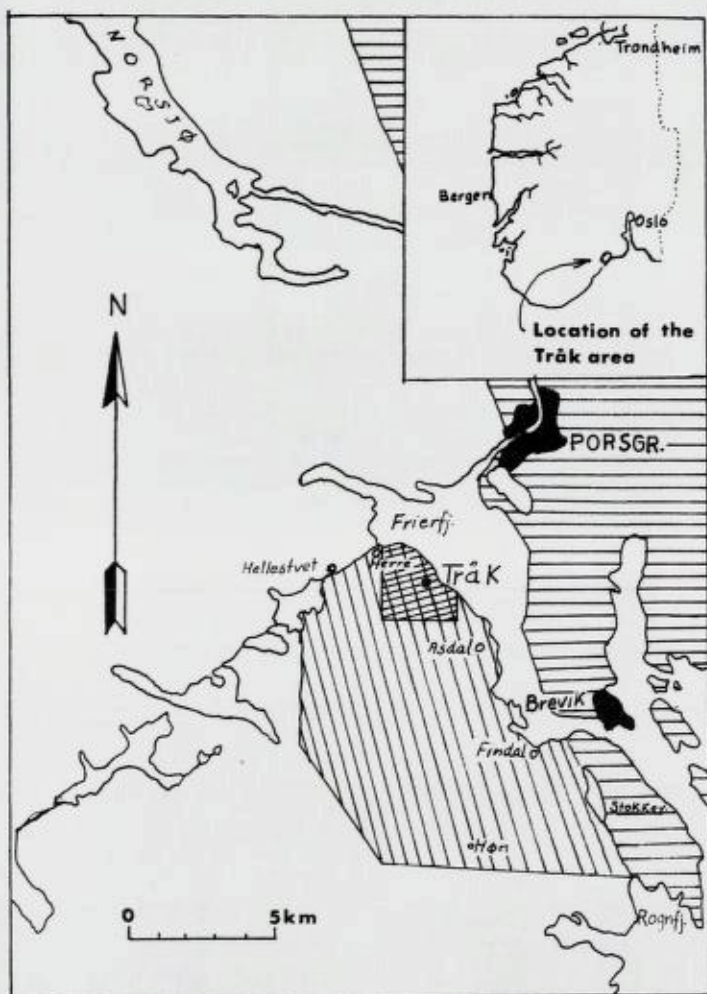 NORSJØ
Trondheim
Bergen
Oslo
Location of the
Tråk area
N
PORSGR.
Frierfj.
Hellestvet
Herre
Tråk
Asdal
Brevik
Findal
Stokkøy
Høn
0 5km
Rognfj.